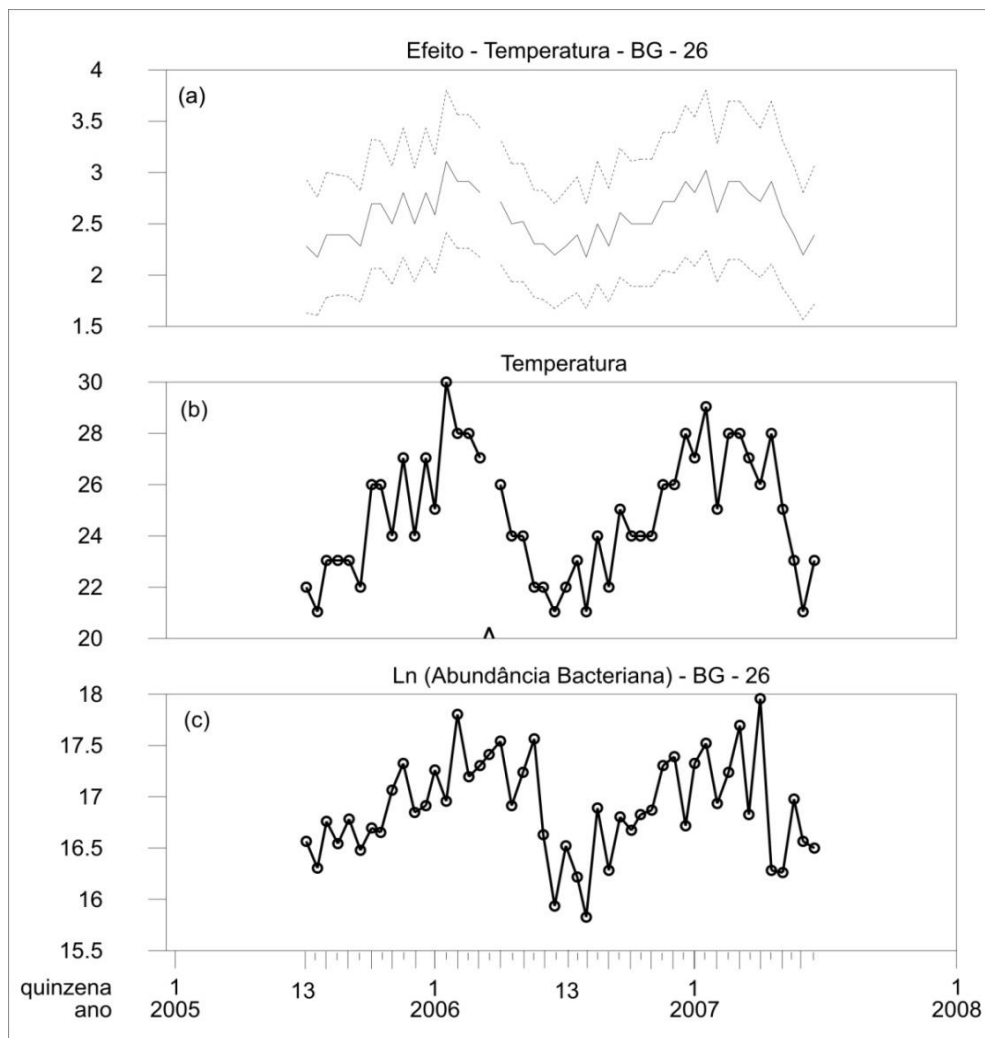 Efeito - Temperatura - BG - 26
4
(a)
3.5
3
2.5
2
1.5
Temperatura
30
(b)
28
26
24
22
20
Ln (Abundância Bacteriana) - BG - 26
18
(c)
17.5
17
16.5
16
15.5
quinzena 1 13 1 13 1 1
ano 2005 2006 2007 2008